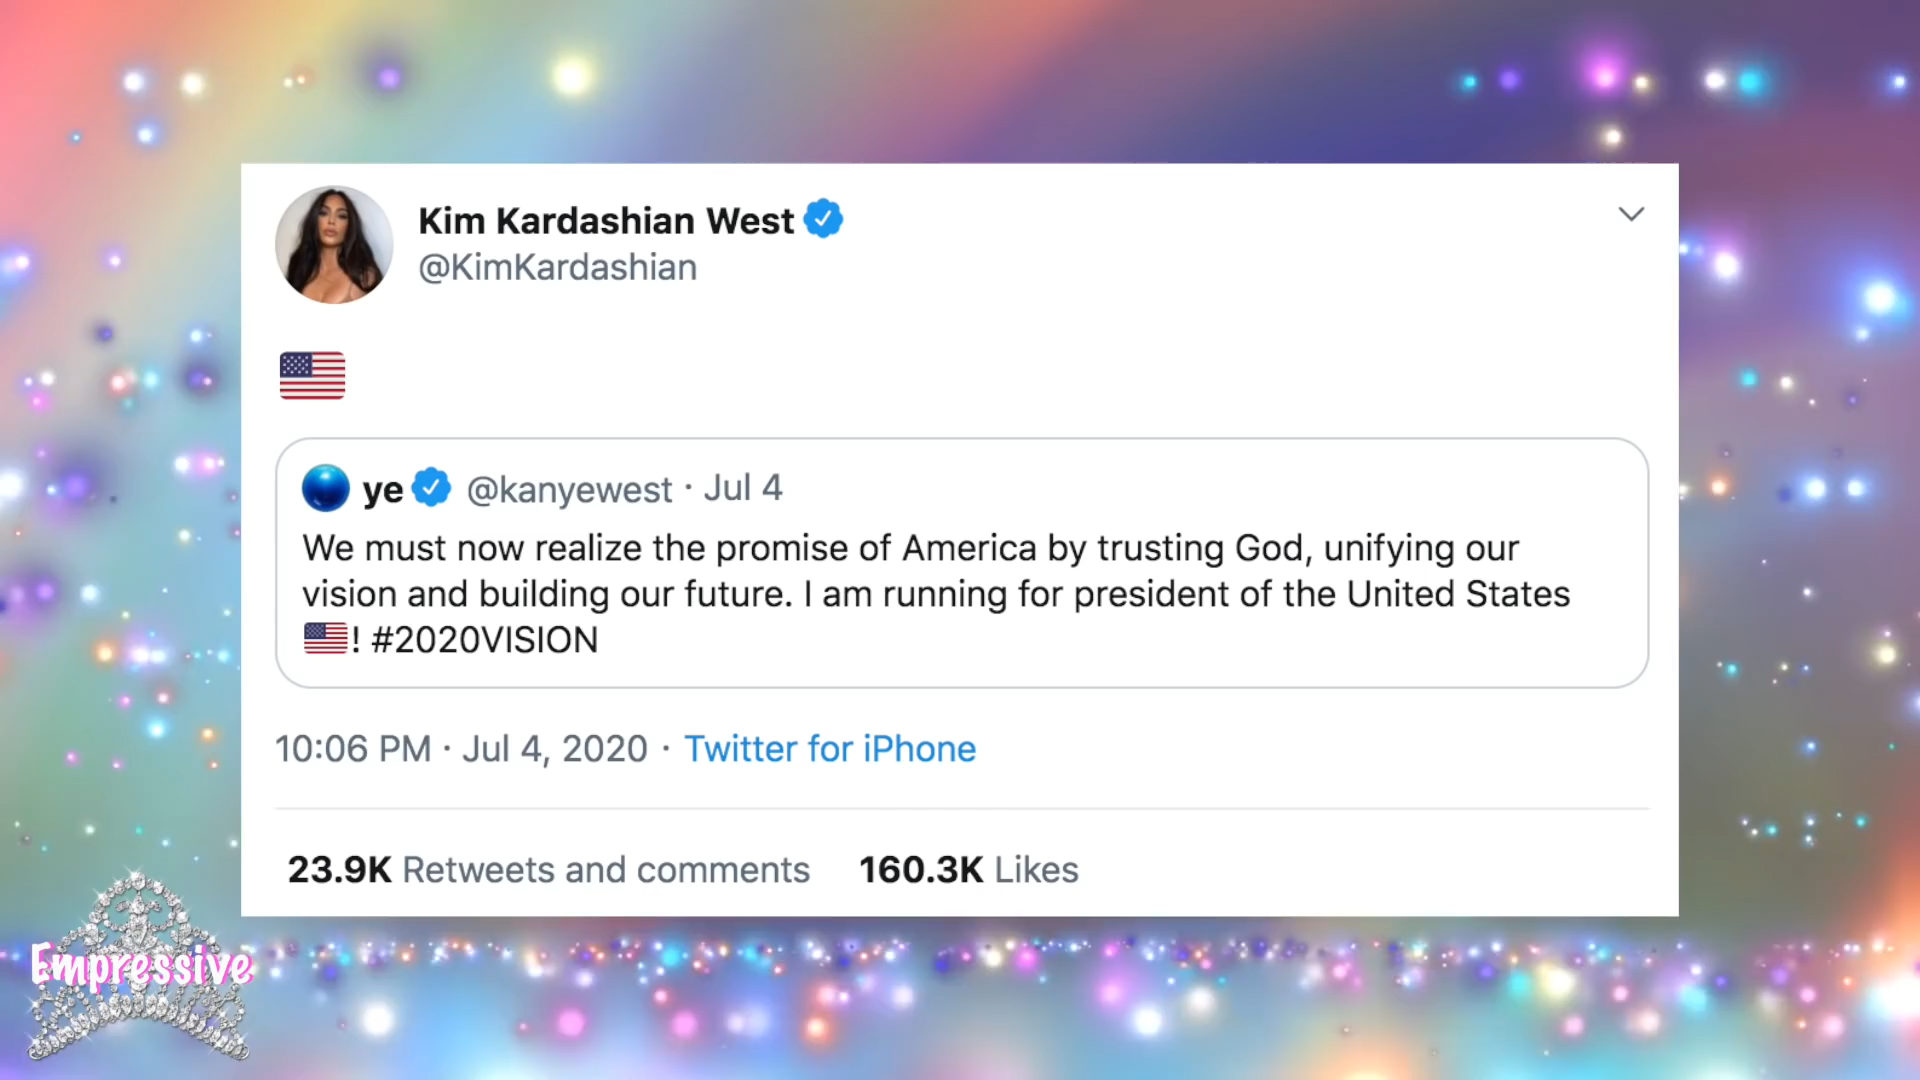 Kim Kardashian West
@KimKardashian
🇺🇸
ye @kanyewest · Jul 4
We must now realize the promise of America by trusting God, unifying our
vision and building our future. I am running for president of the United States
🇺🇸! #2020VISION
10:06 PM · Jul 4, 2020 · Twitter for iPhone
23.9K Retweets and comments 160.3K Likes
Empressive